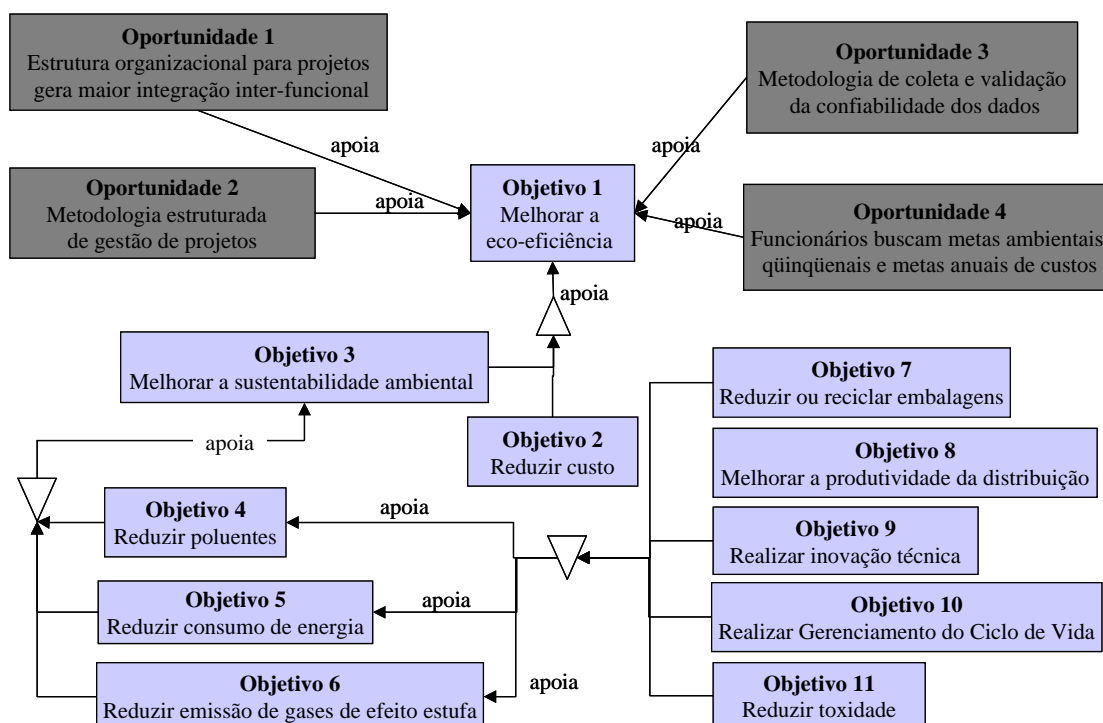 Oportunidade 1
Estrutura organizacional para projetos
gera maior integração inter-funcional
Oportunidade 3
Metodologia de coleta e validação
da confiabilidade dos dados
apoia
apoia
Oportunidade 2
Metodologia estruturada
de gestão de projetos
apoia
Objetivo 1
Melhorar a
eco-eficiência
apoia
Oportunidade 4
Funcionários buscam metas ambientais
qüinqüenais e metas anuais de custos
apoia
Objetivo 3
Melhorar a sustentabilidade ambiental
Objetivo 7
Reduzir ou reciclar embalagens
apoia
Objetivo 2
Reduzir custo
Objetivo 8
Melhorar a produtividade da distribuição
Objetivo 4
Reduzir poluentes
apoia
Objetivo 9
Realizar inovação técnica
Objetivo 5
Reduzir consumo de energia
apoia
Objetivo 10
Realizar Gerenciamento do Ciclo de Vida
Objetivo 6
Reduzir emissão de gases de efeito estufa
apoia
Objetivo 11
Reduzir toxidade